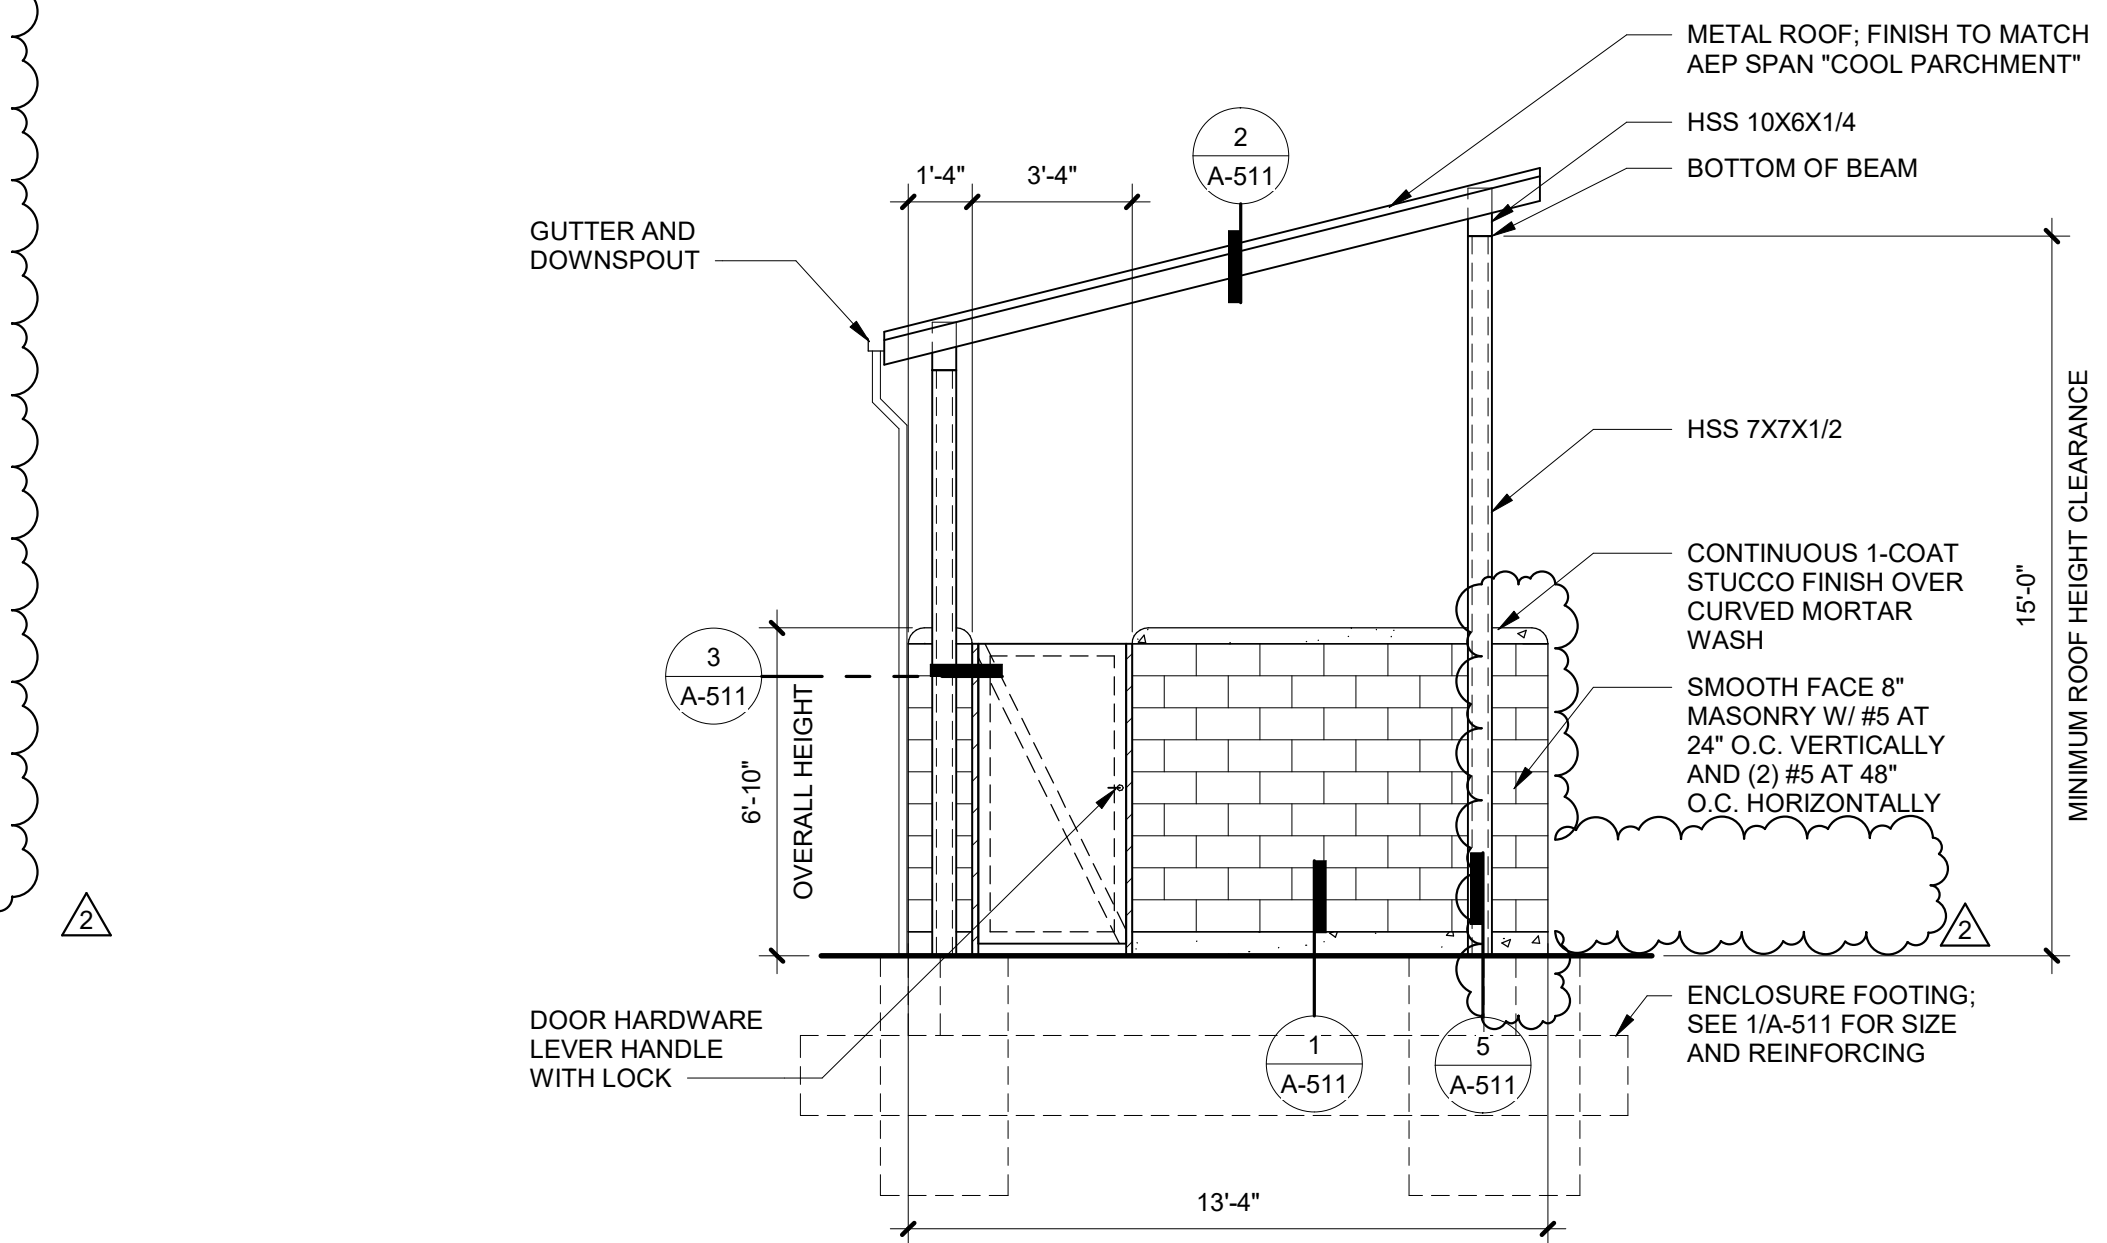 METAL ROOF; FINISH TO MATCH
AEP SPAN "COOL PARCHMENT"
HSS 10X6X1/4
BOTTOM OF BEAM
2
A-511
1'-4"
3'-4"
GUTTER AND
DOWNSPOUT
HSS 7X7X1/2
CONTINUOUS 1-COAT
STUCCO FINISH OVER
CURVED MORTAR
WASH
15'-0"
MINIMUM ROOF HEIGHT CLEARANCE
3
A-511
6'-10"
OVERALL HEIGHT
SMOOTH FACE 8"
MASONRY W/ #5 AT
24" O.C. VERTICALLY
AND (2) #5 AT 48"
O.C. HORIZONTALLY
2
2
DOOR HARDWARE
LEVER HANDLE
WITH LOCK
1
A-511
5
A-511
ENCLOSURE FOOTING;
SEE 1/A-511 FOR SIZE
AND REINFORCING
13'-4"